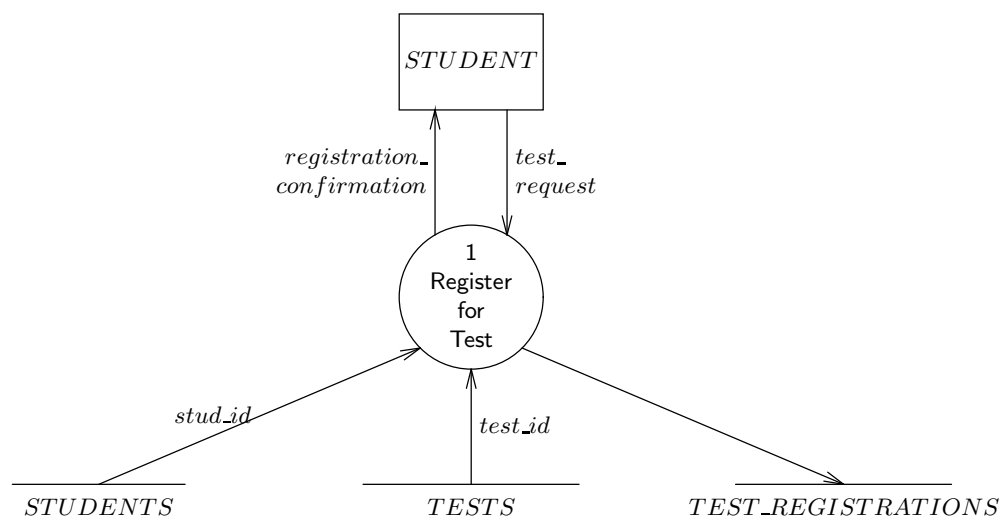 STUDENT
registration_
confirmation
test_
request
1
Register
for
Test
stud_id
test_id
STUDENTS
TESTS
TEST_REGISTRATIONS